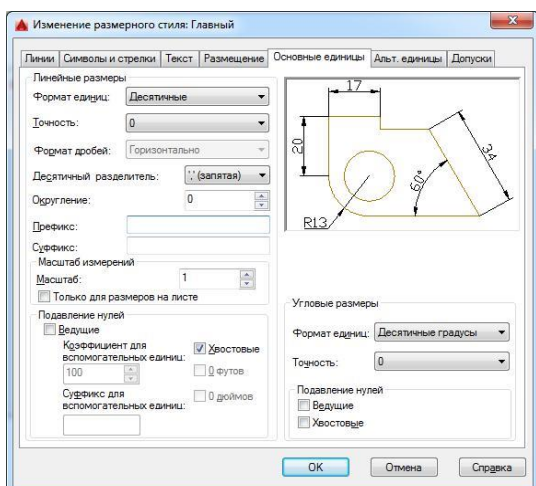 Изменение размерного стиля: Главный
Линии Символы и стрелки Текст Размещение Основные единицы Альт. единицы Допуски
Линейные размеры
Формат единиц: Десятичные
Точность: 0
Формат дробей: Горизонтально
Десятичный разделитель: ',' (запятая)
Округление: 0
Префикс:
Суффикс:
Масштаб измерений
Масштаб: 1
Только для размеров на листе
Подавление нулей
Ведущие
Коэффициент для вспомогательных единиц:
100
Суффикс для вспомогательных единиц:
Хвостовые
0 футов
0 дюймов
17
20
34
60°
R13
Угловые размеры
Формат единиц: Десятичные градусы
Точность: 0
Подавление нулей
Ведущие
Хвостовые
OK Отмена Справка